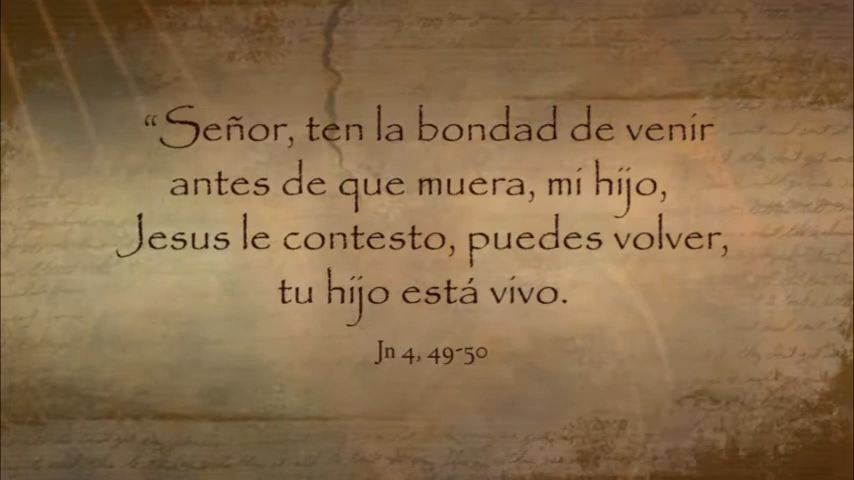 “Señor, ten la bondad de venir
antes de que muera, mi hijo,
Jesus le contesto, puedes volver,
tu hijo está vivo.
Jn 4, 49-50